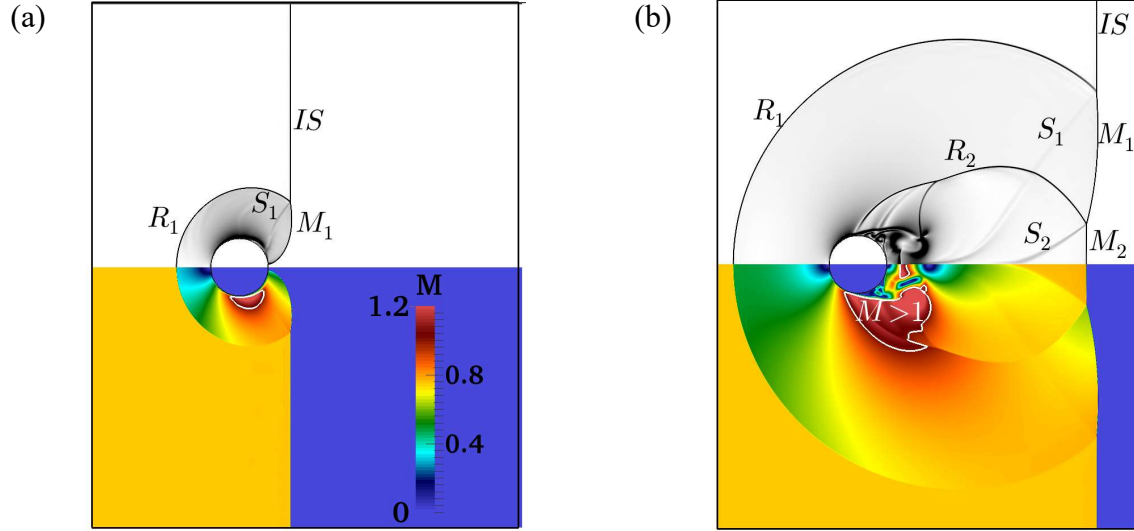 (a)
IS
R₁
S₁
M₁
M
1.2
0.8
0.4
0
(b)
IS
R₁
S₁
M₁
R₂
S₂
M₂
M >1